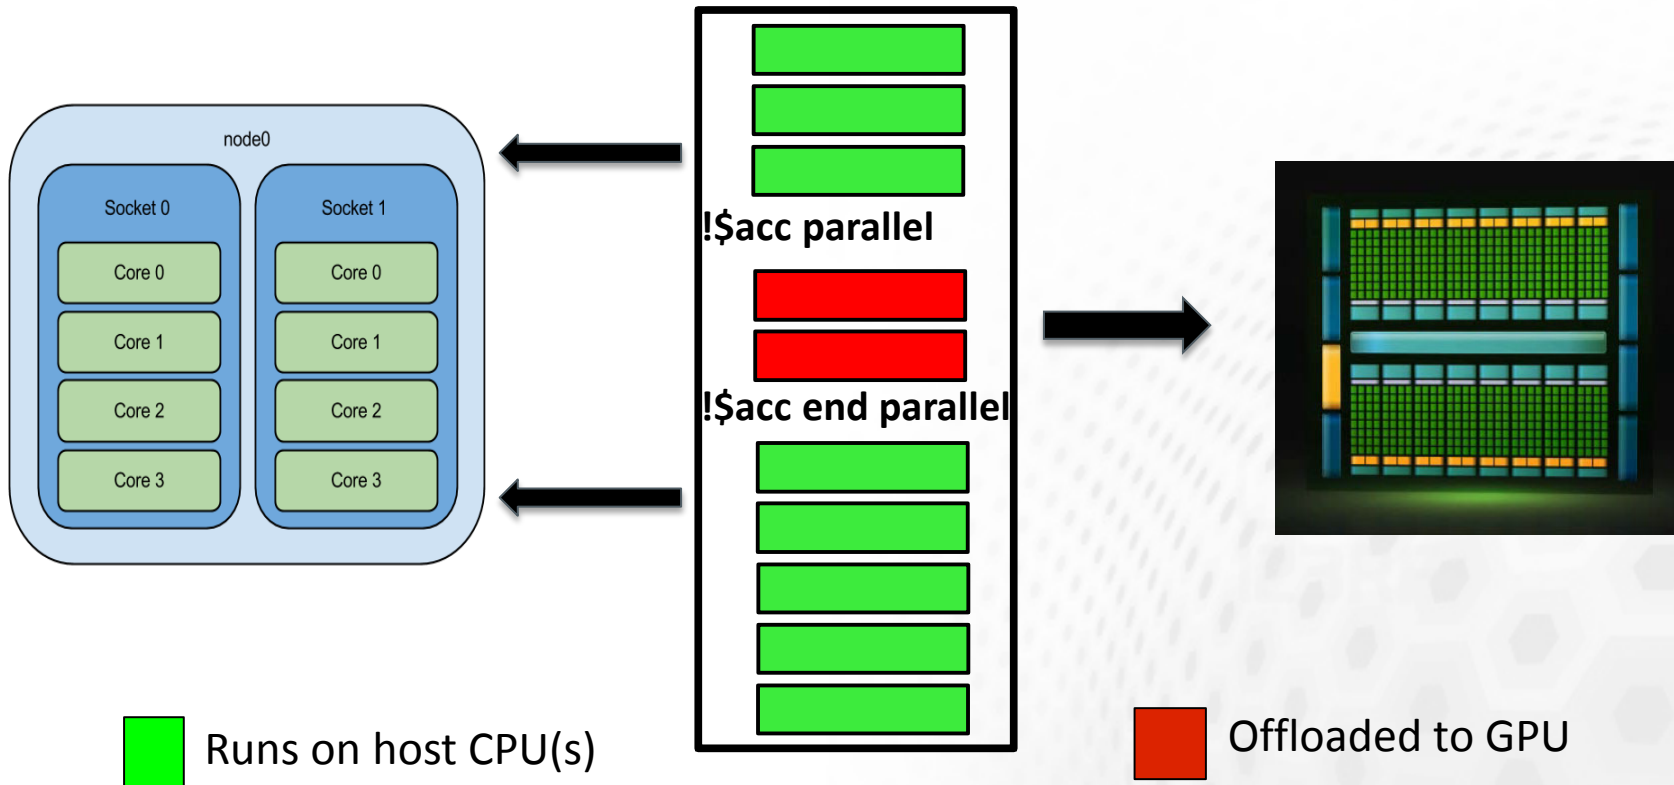 node0
Socket 0
Core 0
Core 1
Core 2
Core 3
Socket 1
Core 0
Core 1
Core 2
Core 3
!$acc parallel
!$acc end parallel
Runs on host CPU(s)
Offloaded to GPU